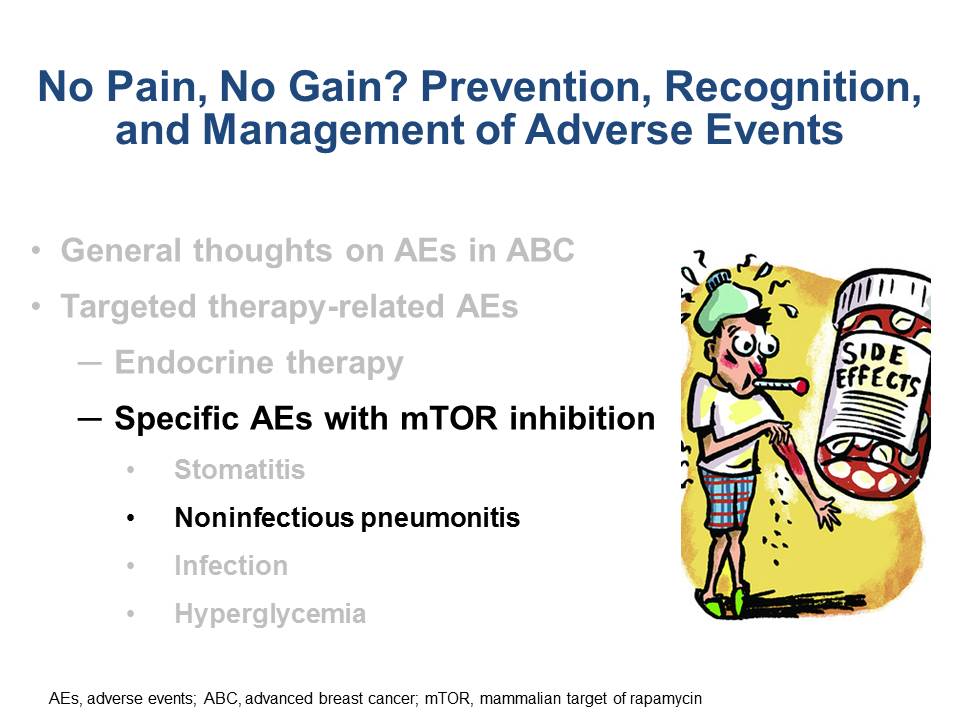 No Pain, No Gain? Prevention, Recognition,
and Management of Adverse Events
• General thoughts on AEs in ABC
• Targeted therapy-related AEs
– Endocrine therapy
– Specific AEs with mTOR inhibition
• Stomatitis
• Noninfectious pneumonitis
• Infection
• Hyperglycemia
SIDE
EFFECTS
AEs, adverse events; ABC, advanced breast cancer; mTOR, mammalian target of rapamycin